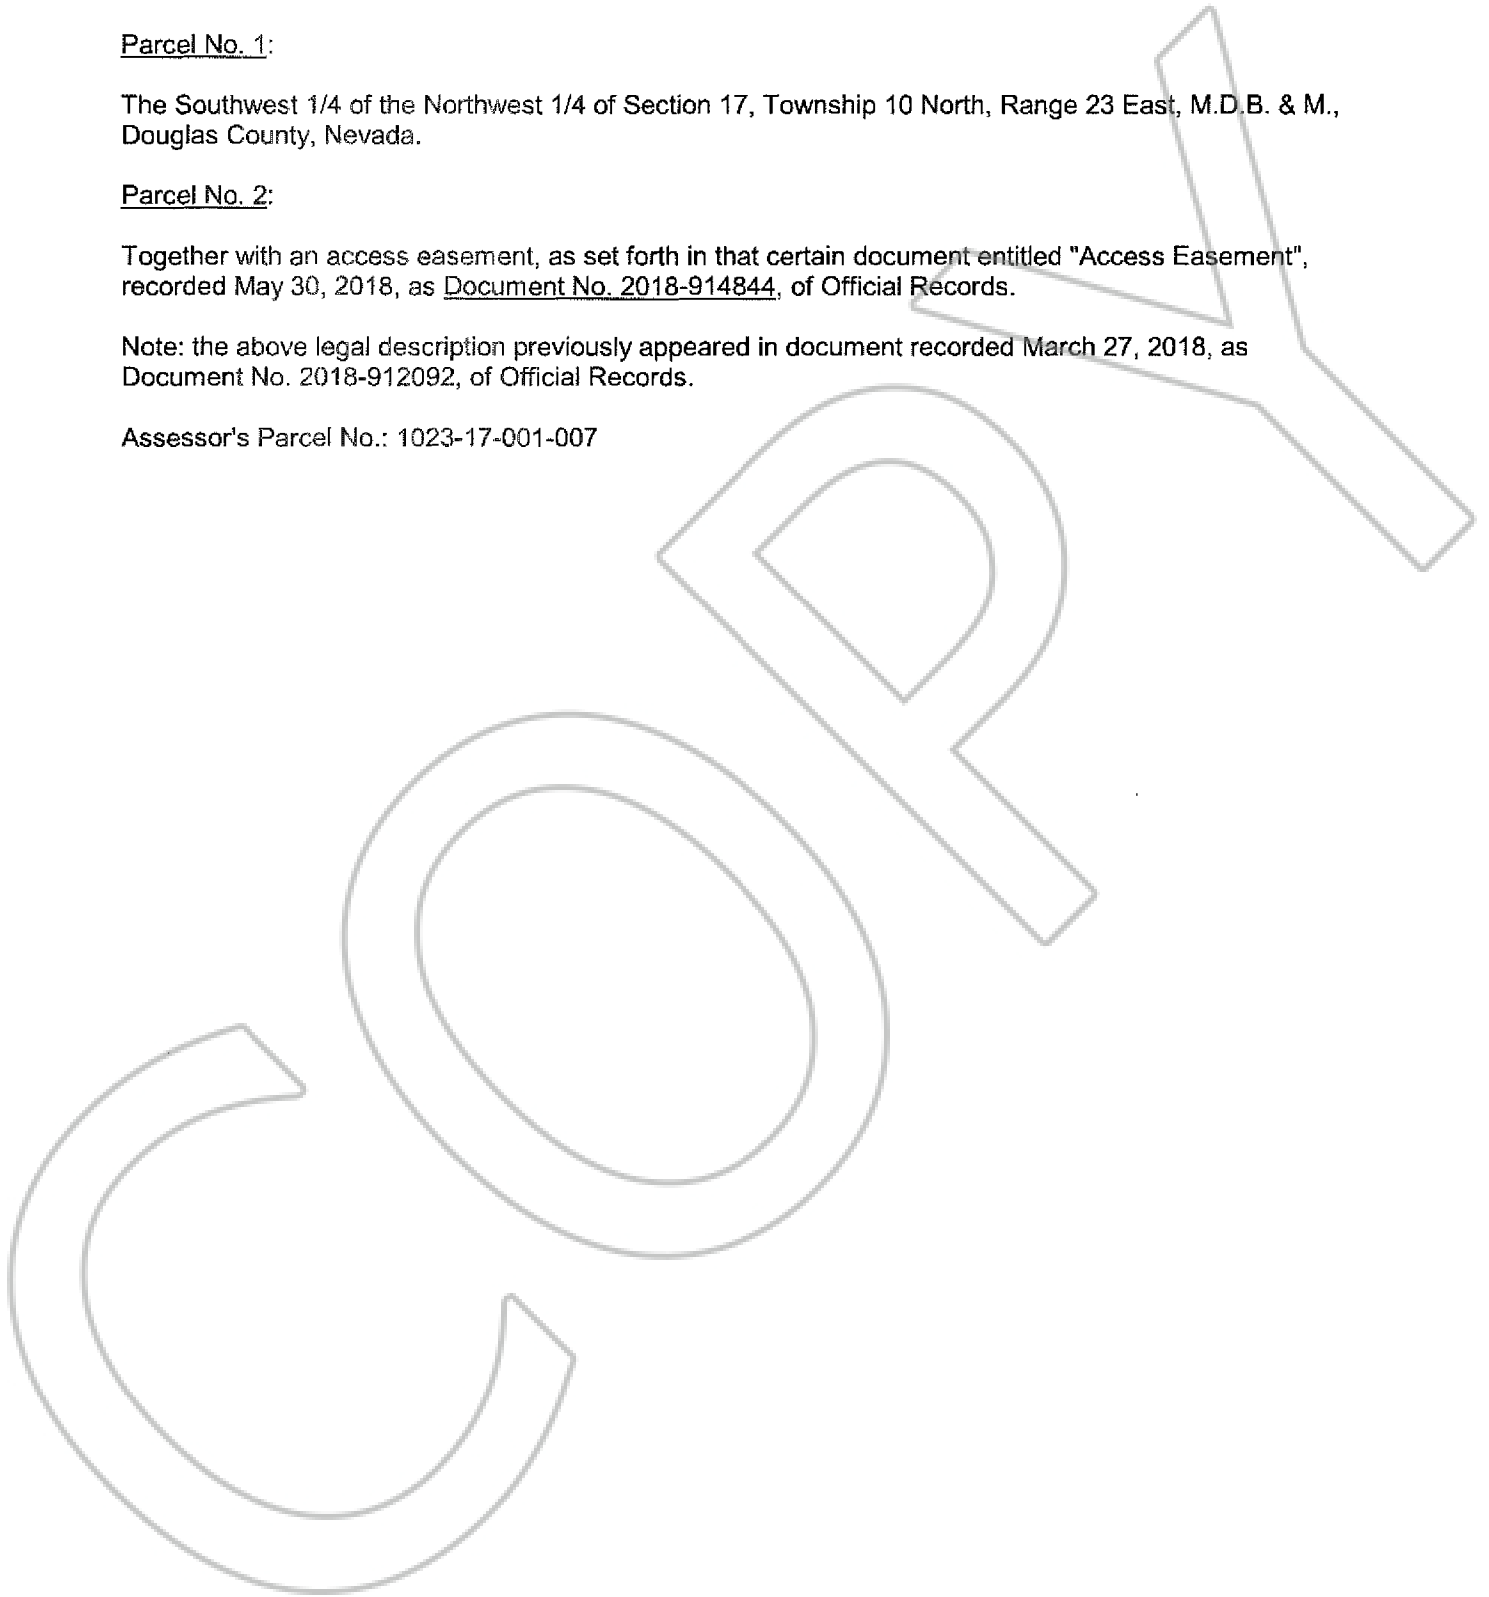 Parcel No. 1:
The Southwest 1/4 of the Northwest 1/4 of Section 17, Township 10 North, Range 23 East, M.D.B. & M.,
Douglas County, Nevada.
Parcel No. 2:
Together with an access easement, as set forth in that certain document entitled "Access Easement",
recorded May 30, 2018, as Document No. 2018-914844, of Official Records.
Note: the above legal description previously appeared in document recorded March 27, 2018, as
Document No. 2018-912092, of Official Records.
Assessor's Parcel No.: 1023-17-001-007
COPY